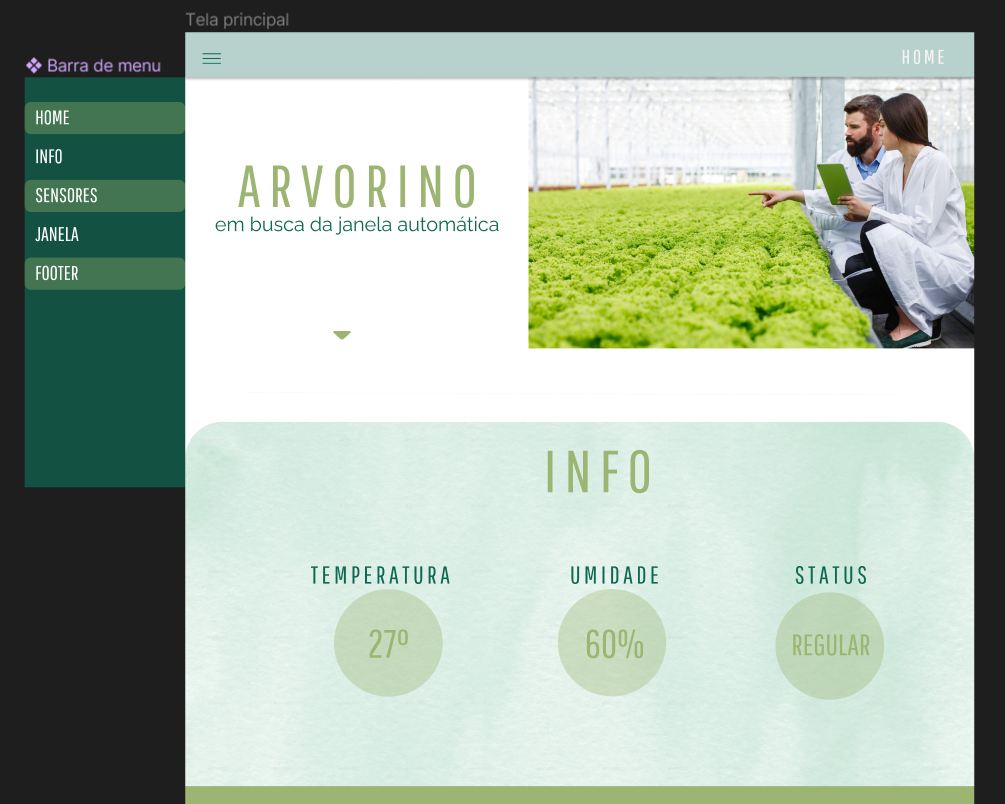 Tela principal
Barra de menu
HOME
INFO
SENSORES
JANELA
FOOTER
HOME
ARVORINO
em busca da janela automática
INFO
TEMPERATURA
UMIDADE
STATUS
27º
60%
REGULAR